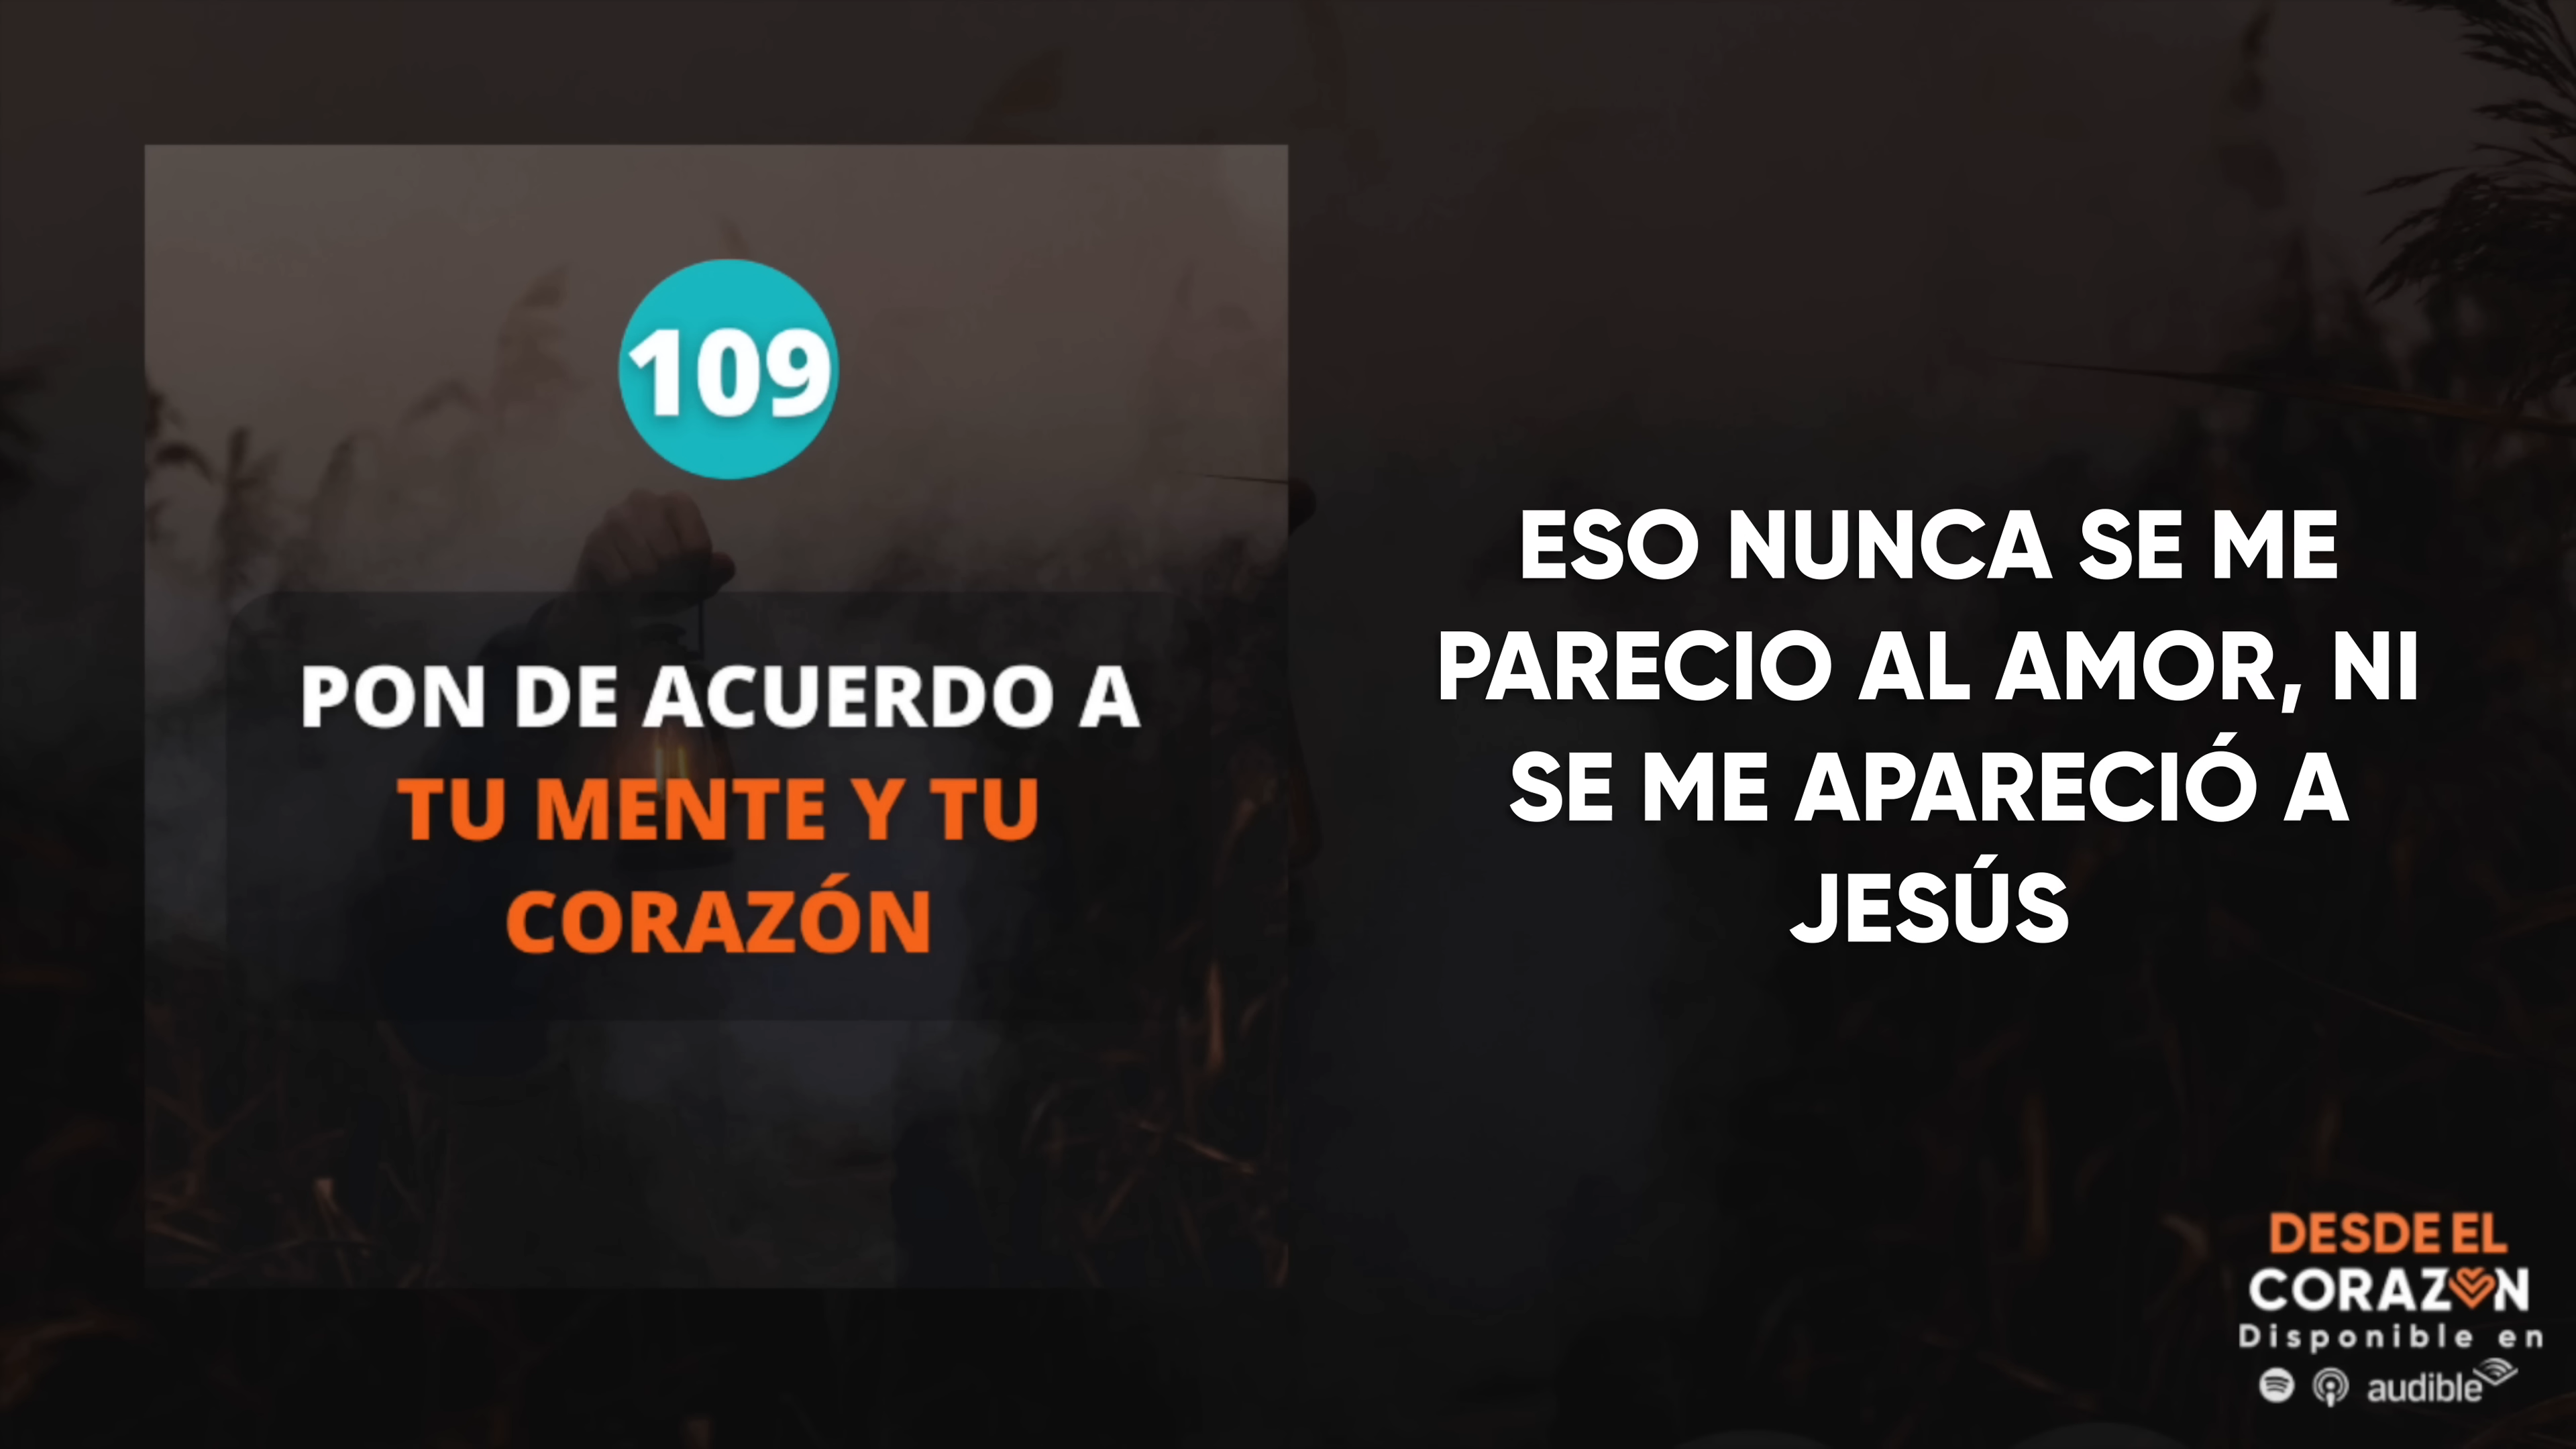 109
PON DE ACUERDO A
TU MENTE Y TU
CORAZÓN
ESO NUNCA SE ME
PARECIO AL AMOR, NI
SE ME APARECIÓ A
JESÚS
DESDE EL
CORAZÓN
Disponible en
audible